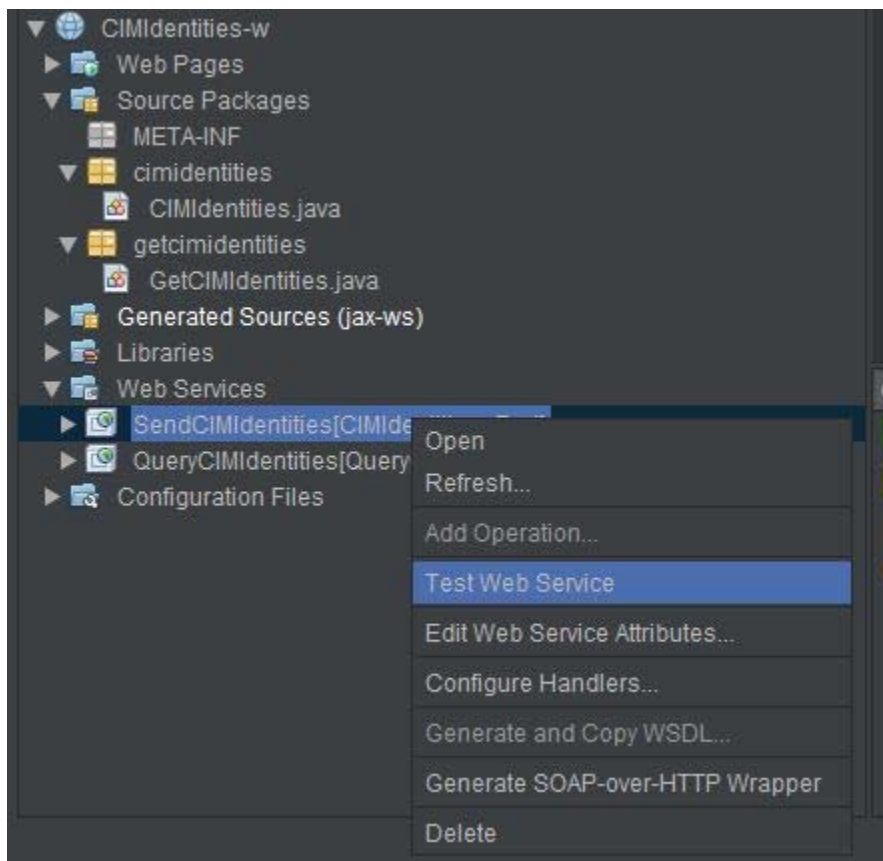 CIMIdentities-w
Web Pages
Source Packages
META-INF
cimidentities
CIMIdentities.java
getcimidentities
GetCIMIdentities.java
Generated Sources (jax-ws)
Libraries
Web Services
SendCIMIdentities[CIMIde
QueryCIMIdentities[Query
Configuration Files
Open
Refresh...
Add Operation...
Test Web Service
Edit Web Service Attributes...
Configure Handlers...
Generate and Copy WSDL...
Generate SOAP-over-HTTP Wrapper
Delete